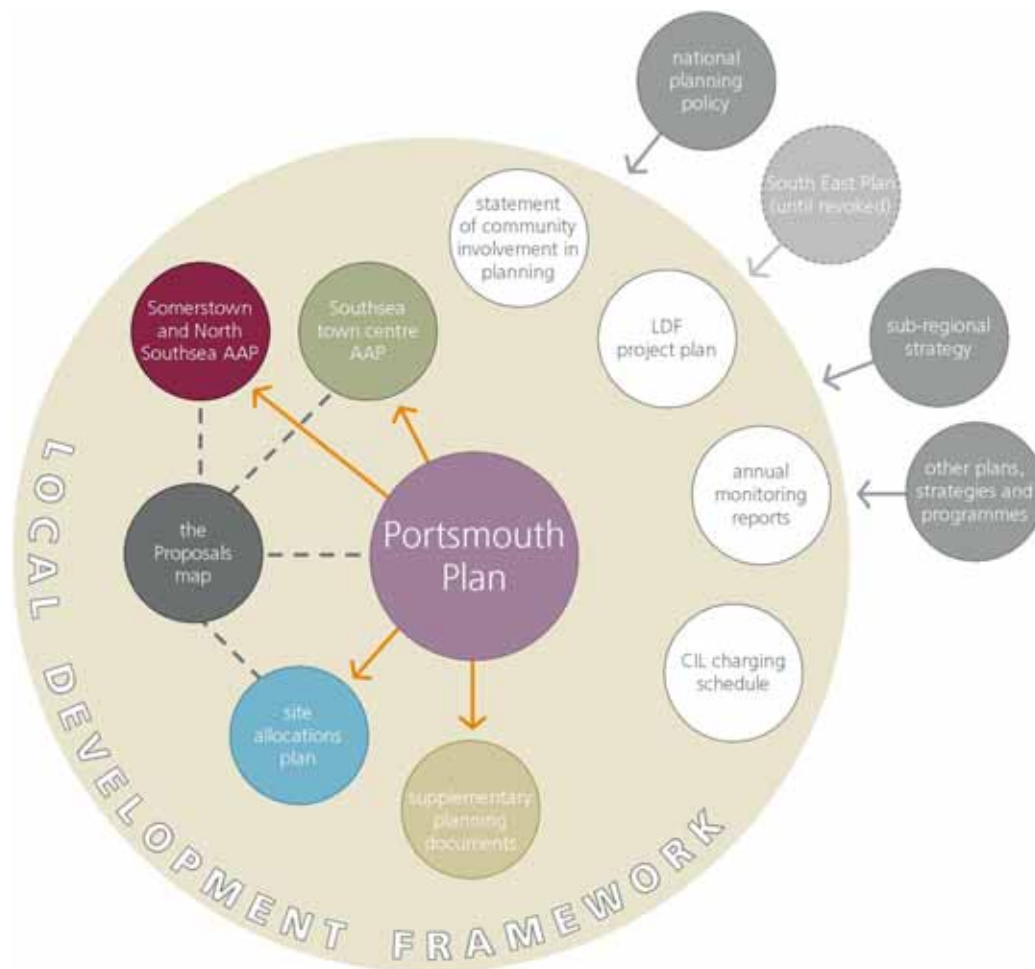 national
planning
policy
South East Plan
(until revoked)
statement
of community
involvement in
planning
Somerstown
and North
Southsea AAP
Southsea
town centre
AAP
LDF
project plan
sub-regional
strategy
annual
monitoring
reports
other plans,
strategies and
programmes
the
Proposals
map
Portsmouth
Plan
CIL charging
schedule
site
allocations
plan
supplementary
planning
documents
LOCAL DEVELOPMENT FRAMEWORK